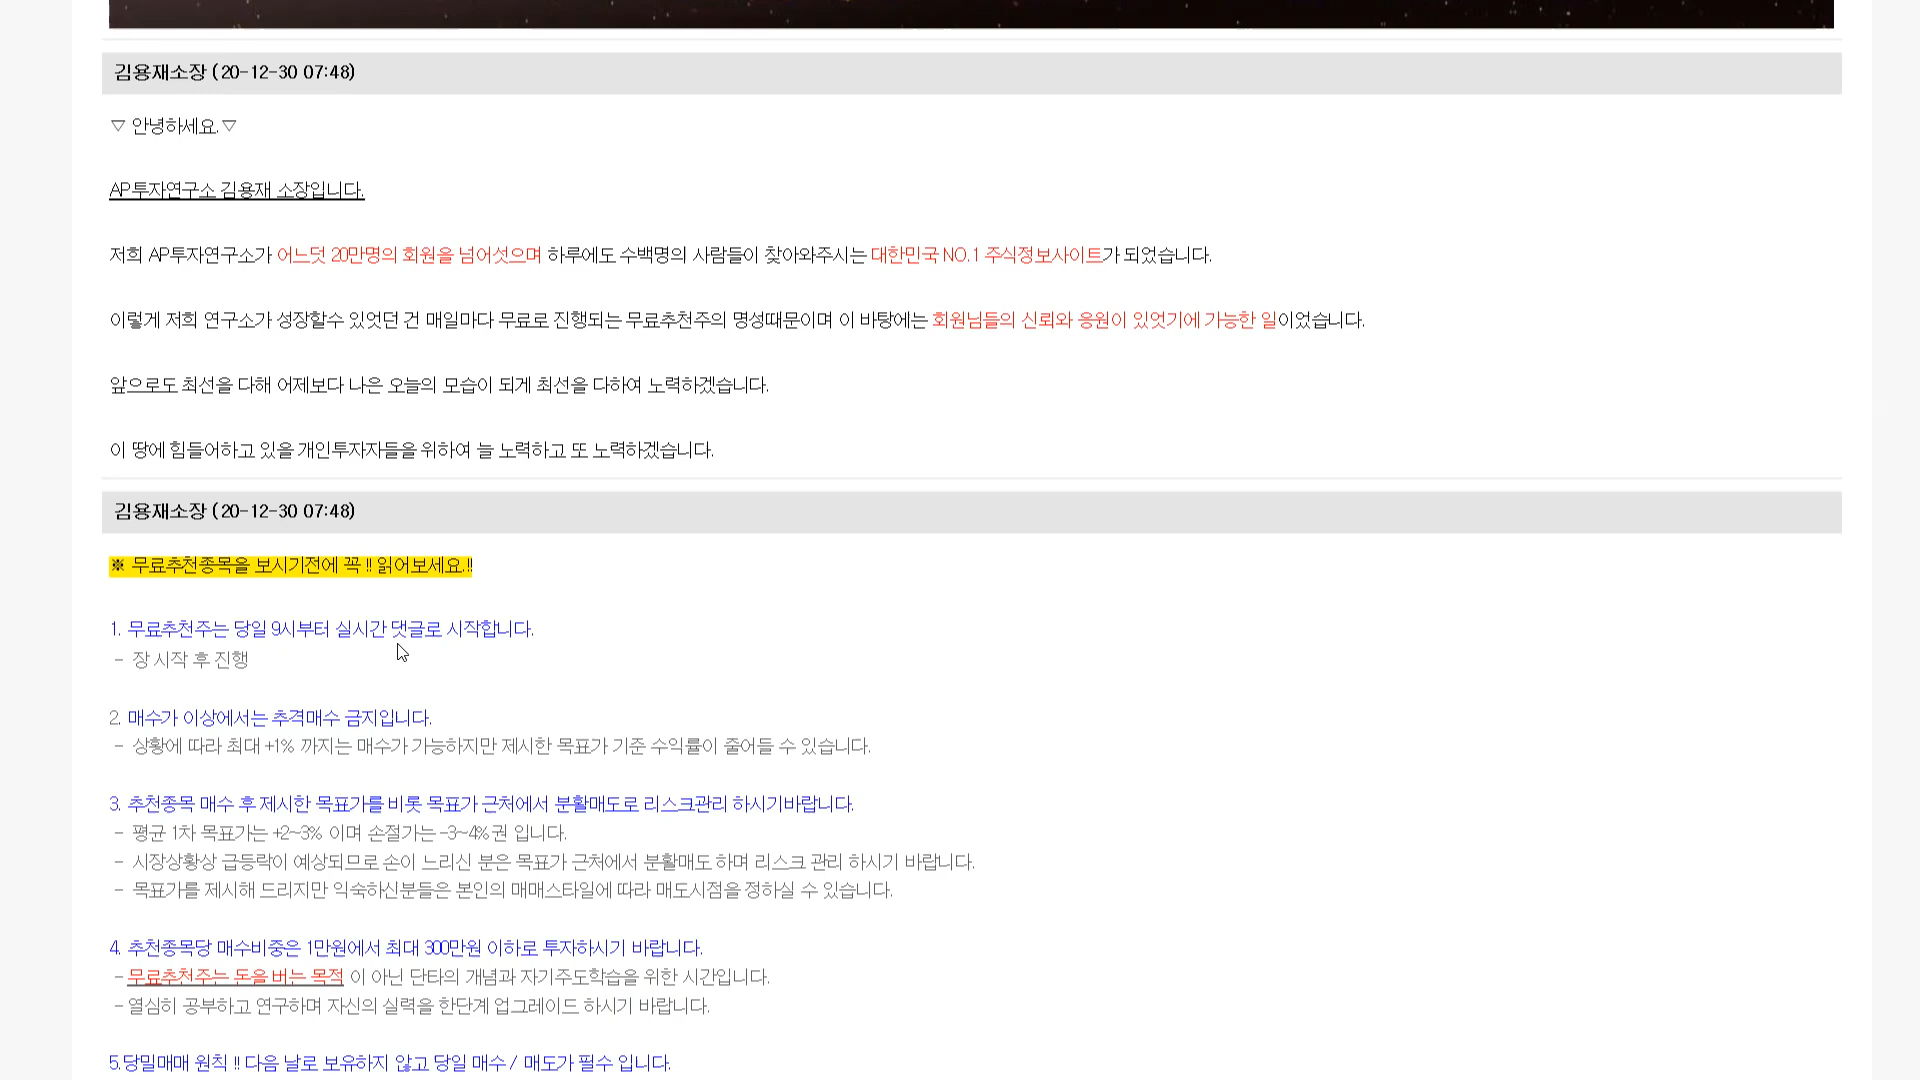 김용재소장 (20-12-30 07:48)
▽ 안녕하세요.▽
AP투자연구소 김용재 소장입니다.
저희 AP투자연구소가 어느덧 20만명의 회원을 넘어섯으며 하루에도 수백명의 사람들이 찾아와주시는 대한민국 NO.1 주식정보사이트가 되었습니다.
이렇게 저희 연구소가 성장할수 있엇던 건 매일마다 무료로 진행되는 무료추천주의 명성때문이며 이 바탕에는 회원님들의 신뢰와 응원이 있엇기에 가능한 일이었습니다.
앞으로도 최선을 다해 어제보다 나은 오늘의 모습이 되게 최선을 다하여 노력하겠습니다.
이 땅에 힘들어하고 있을 개인투자자들을 위하여 늘 노력하고 또 노력하겠습니다.
김용재소장 (20-12-30 07:48)
※ 무료추천종목을 보시기전에 꼭 !! 읽어보세요.!!
1. 무료추천주는 당일 9시부터 실시간 댓글로 시작합니다.
- 장 시작 후 진행
2. 매수가 이상에서는 추격매수 금지입니다.
- 상황에 따라 최대 +1% 까지는 매수가 가능하지만 제시한 목표가 기준 수익률이 줄어들 수 있습니다.
3. 추천종목 매수 후 제시한 목표가를 비롯 목표가 근처에서 분활매도로 리스크관리 하시기바랍니다.
- 평균 1차 목표가는 +2~3% 이며 손절가는 -3~4%권 입니다.
- 시장상황상 급등락이 예상되므로 손이 느리신 분은 목표가 근처에서 분활매도 하며 리스크 관리 하시기 바랍니다.
- 목표가를 제시해 드리지만 익숙하신분들은 본인의 매매스타일에 따라 매도시점을 정하실 수 있습니다.
4. 추천종목당 매수비중은 1만원에서 최대 300만원 이하로 투자하시기 바랍니다.
- 무료추천주는 돈을 버는 목적 이 아닌 단타의 개념과 자기주도학습을 위한 시간입니다.
- 열심히 공부하고 연구하며 자신의 실력을 한단계 업그레이드 하시기 바랍니다.
5.당밀매매 원칙 !! 다음 날로 보유하지 않고 당일 매수 / 매도가 필수 입니다.